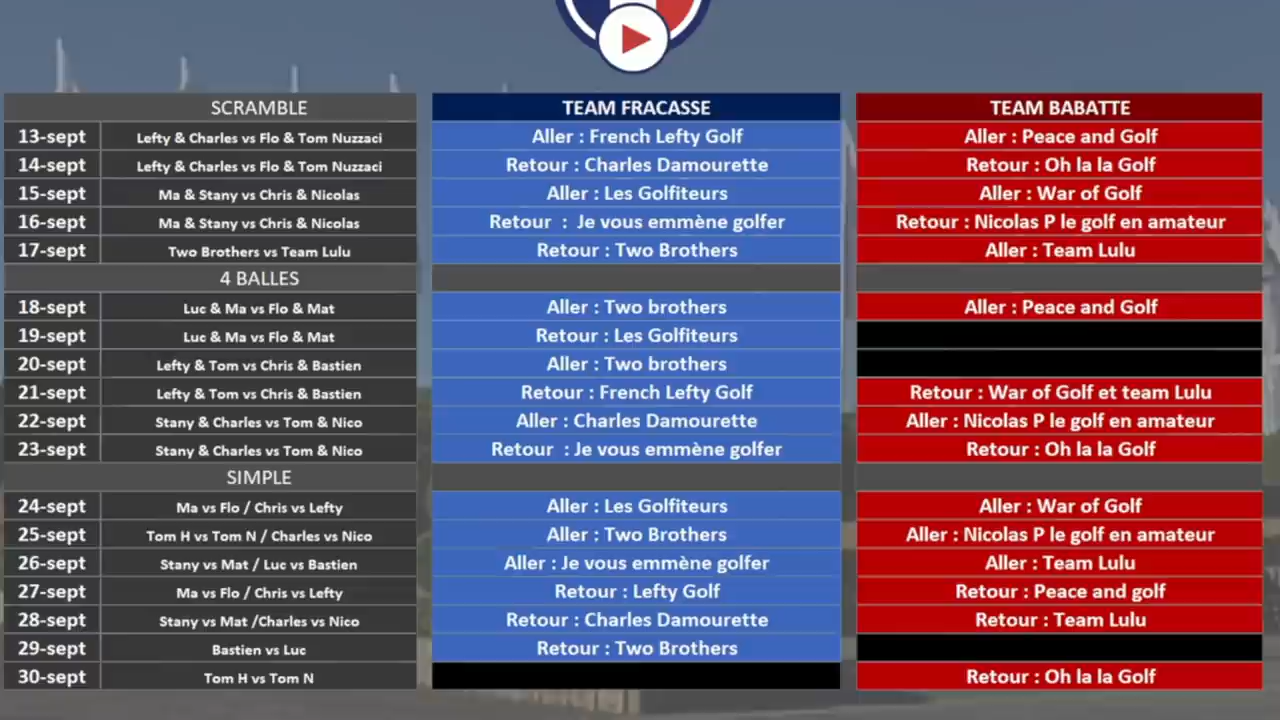 SCRAMBLE TEAM FRACASSE TEAM BABATTE
13-sept Lefty & Charles vs Flo & Tom Nuzzaci Aller : French Lefty Golf Aller : Peace and Golf
14-sept Lefty & Charles vs Flo & Tom Nuzzaci Retour : Charles Damourette Retour : Oh la la Golf
15-sept Ma & Stany vs Chris & Nicolas Aller : Les Golfiteurs Aller : War of Golf
16-sept Ma & Stany vs Chris & Nicolas Retour : Je vous emmène golfer Retour : Nicolas P le golf en amateur
17-sept Two Brothers vs Team Lulu Retour : Two Brothers Aller : Team Lulu
4 BALLES
18-sept Luc & Ma vs Flo & Mat Aller : Two brothers Aller : Peace and Golf
19-sept Luc & Ma vs Flo & Mat Retour : Les Golfiteurs
20-sept Lefty & Tom vs Chris & Bastien Aller : Two brothers
21-sept Lefty & Tom vs Chris & Bastien Retour : French Lefty Golf Retour : War of Golf et team Lulu
22-sept Stany & Charles vs Tom & Nico Aller : Charles Damourette Aller : Nicolas P le golf en amateur
23-sept Stany & Charles vs Tom & Nico Retour : Je vous emmène golfer Retour : Oh la la Golf
SIMPLE
24-sept Ma vs Flo / Chris vs Lefty Aller : Les Golfiteurs Aller : War of Golf
25-sept Tom H vs Tom N / Charles vs Nico Aller : Two Brothers Aller : Nicolas P le golf en amateur
26-sept Stany vs Mat / Luc vs Bastien Aller : Je vous emmène golfer Aller : Team Lulu
27-sept Ma vs Flo / Chris vs Lefty Retour : Lefty Golf Retour : Peace and golf
28-sept Stany vs Mat /Charles vs Nico Retour : Charles Damourette Retour : Team Lulu
29-sept Bastien vs Luc Retour : Two Brothers
30-sept Tom H vs Tom N Retour : Oh la la Golf